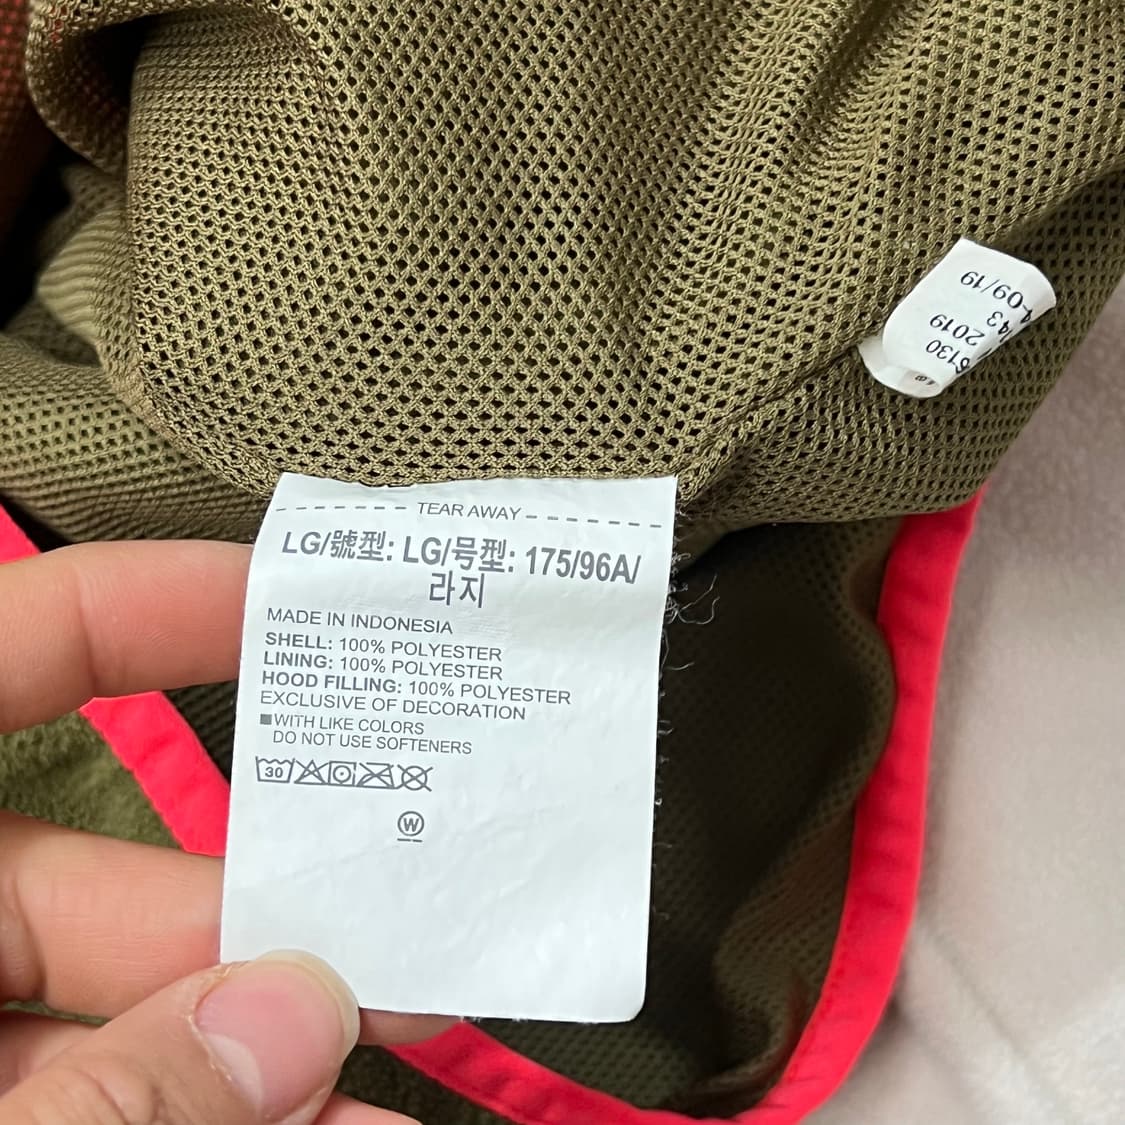 TEAR AWAY
LG/號型: LG/号型: 175/96A/
라지
MADE IN INDONESIA
SHELL: 100% POLYESTER
LINING: 100% POLYESTER
HOOD FILLING: 100% POLYESTER
EXCLUSIVE OF DECORATION
WITH LIKE COLORS
DO NOT USE SOFTENERS
30
W
09/19
2019
6130